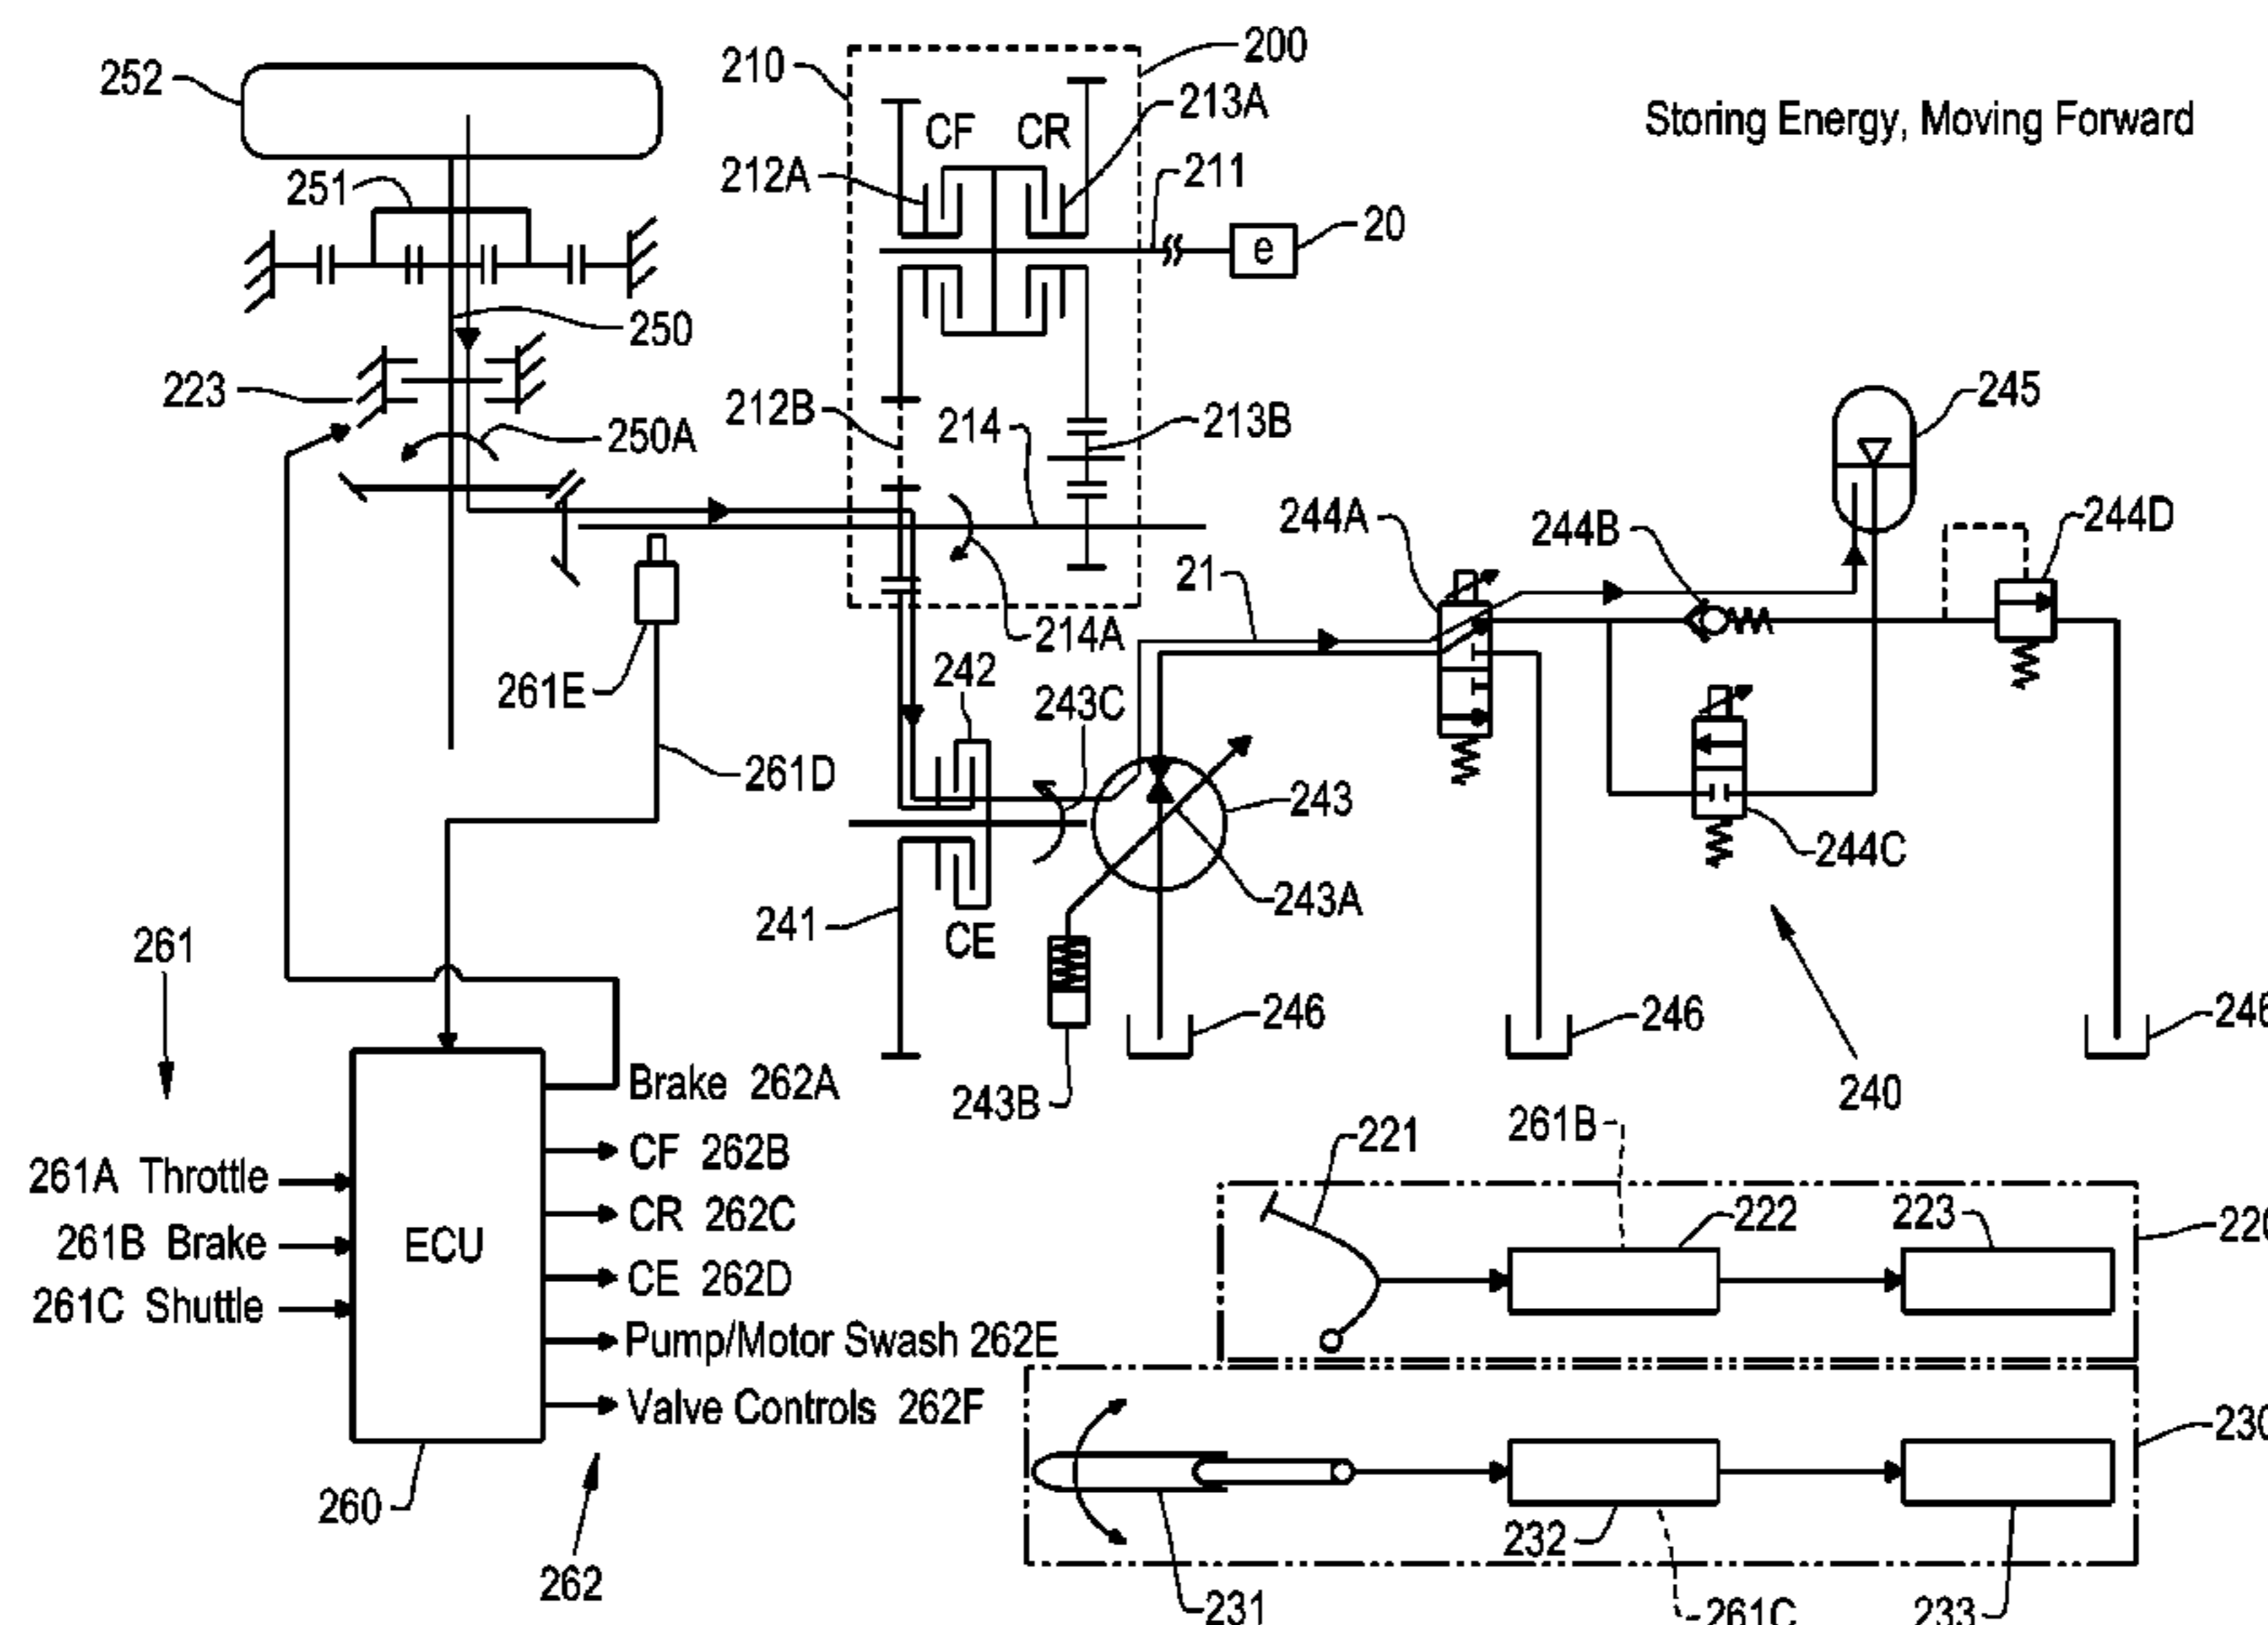 252
210
200
213A
Storing Energy, Moving Forward
CF
CR
212A
211
251
e
20
250
223
212B
214
213B
245
250A
244A
244B
244D
21
214A
261E
242
243C
261D
243
244C
243A
241
CE
261
246
246
246
243B
240
Brake 262A
261B
221
CF 262B
261A Throttle
222
223
220
CR 262C
261B Brake
ECU
CE 262D
261C Shuttle
Pump/Motor Swash 262E
Valve Controls 262F
230
260
232
262
231
261C
233